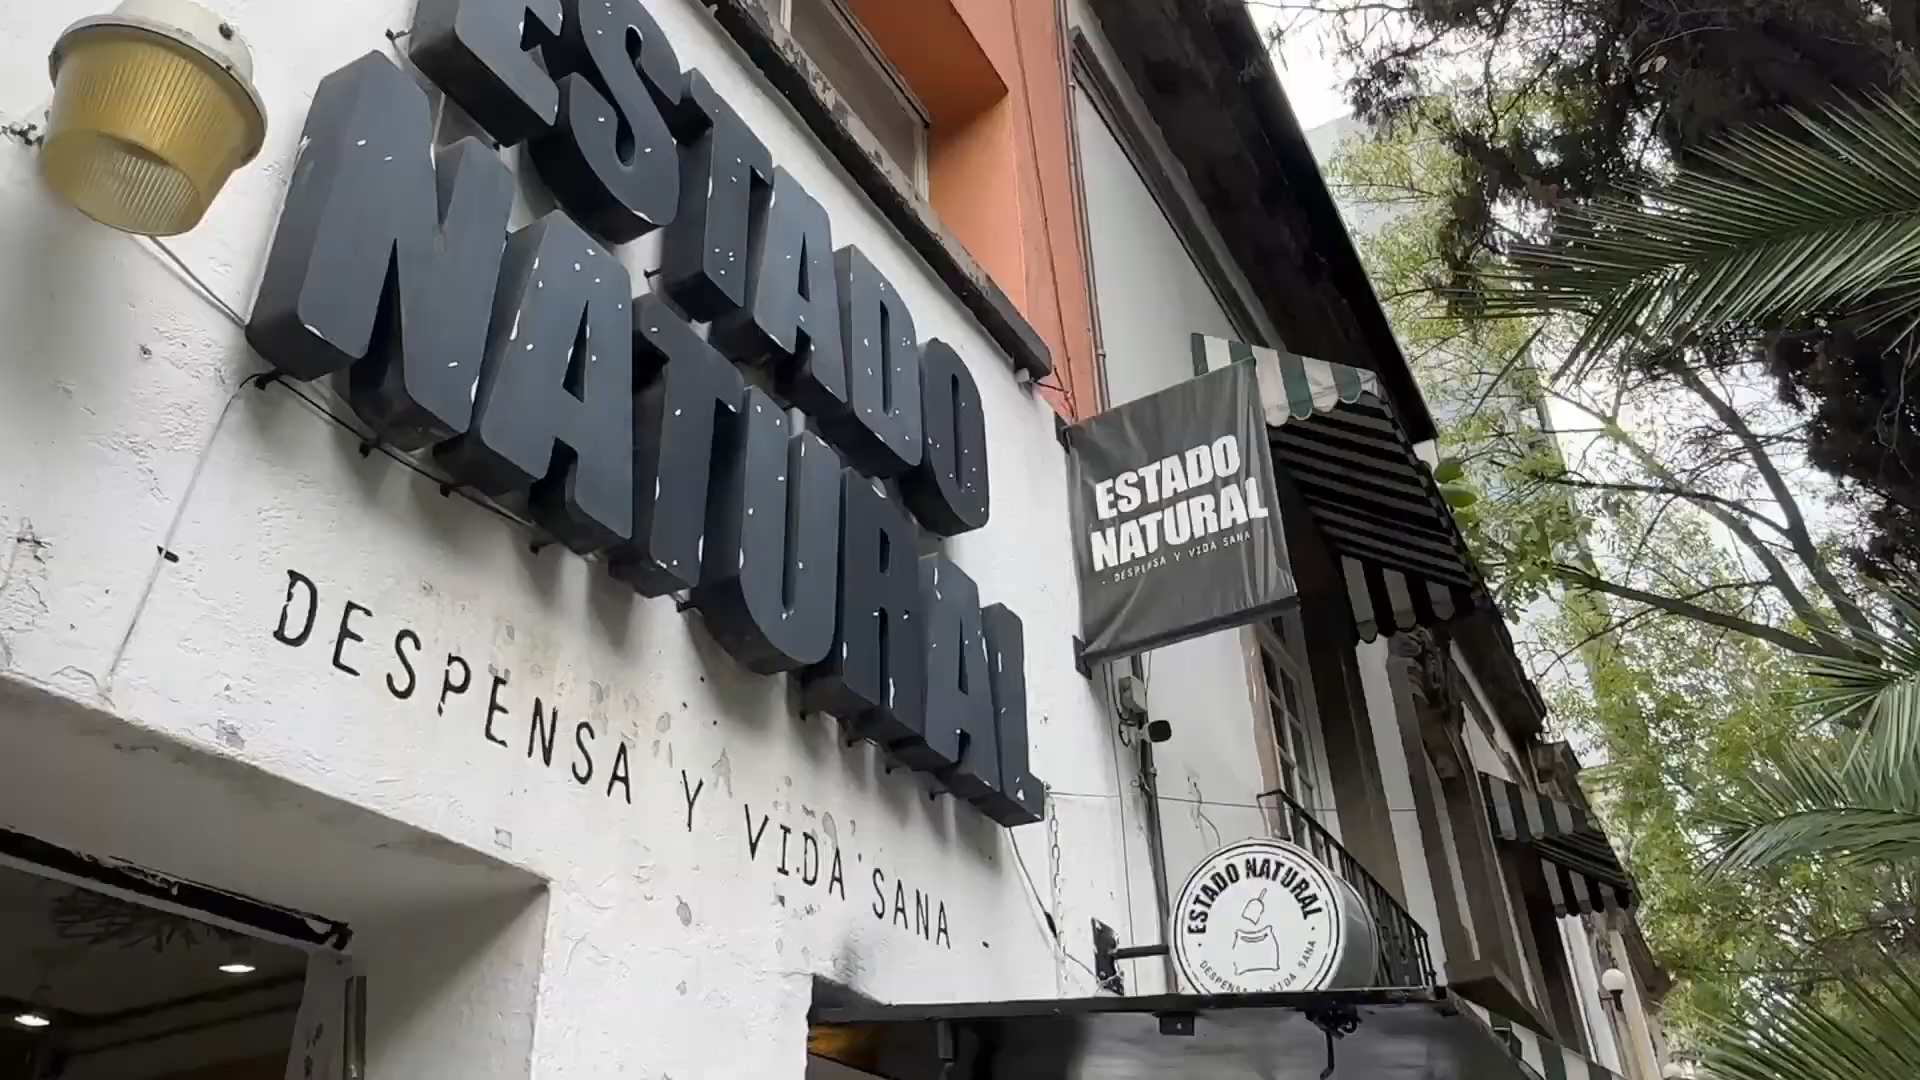 ESTADO
NATURAL
- DESPENSA Y VIDA SANA -
ESTADO
NATURAL
- DESPENSA Y VIDA SANA -
ESTADO NATURAL
DESPENSA Y VIDA SANA